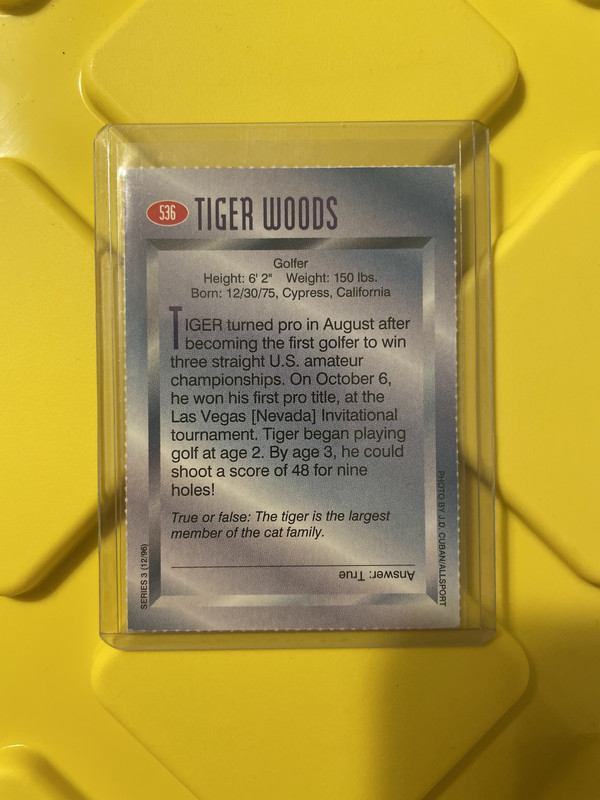 536 TIGER WOODS
Golfer
Height: 6' 2" Weight: 150 lbs.
Born: 12/30/75, Cypress, California
TIGER turned pro in August after
becoming the first golfer to win
three straight U.S. amateur
championships. On October 6,
he won his first pro title, at the
Las Vegas [Nevada] Invitational
tournament. Tiger began playing
golf at age 2. By age 3, he could
shoot a score of 48 for nine
holes!
True or false: The tiger is the largest
member of the cat family.
Answer: True
SERIES 3 (12/96)
PHOTO BY J.D. CUBAN/ALLSPORT